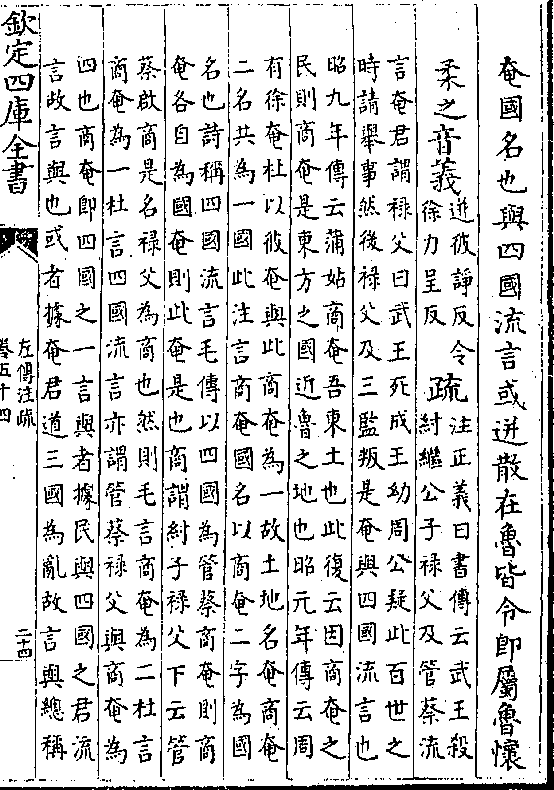 奄國名也與四國流言或迸散在魯皆令即屬魯懷
柔之音義迸彼諍反令
徐力呈反
疏注正義曰書傳云武王殺
紂繼公子祿父及管蔡流
言奄君謂祿父曰武王死成王幼周公疑此百世之
時請舉事然後祿父及三監叛是奄與四國流言也
昭九年傳云蒲姑商奄吾東土也此復云因商奄之
民則商奄是東方之國近魯之地也昭元年傳云周
有徐奄杜以彼奄與此商奄為一故土地名奄商奄
二名共為一國此注言商奄國名以商奄二字為國
名也詩稱四國流言毛傳以四國為管蔡商奄則商
奄各自為國奄則此奄是也商謂紂子祿父下云管
蔡啟商是名祿父為商也然則毛言商奄為二杜言
商奄為一杜言四國流言亦謂管蔡祿父與商奄為
四也商奄即四國之一言與者據民與四國之君流
言故言與也或者據奄君道三國為亂故言與總稱
欽定四庫全書
左傳注疏
卷五十四
二十四